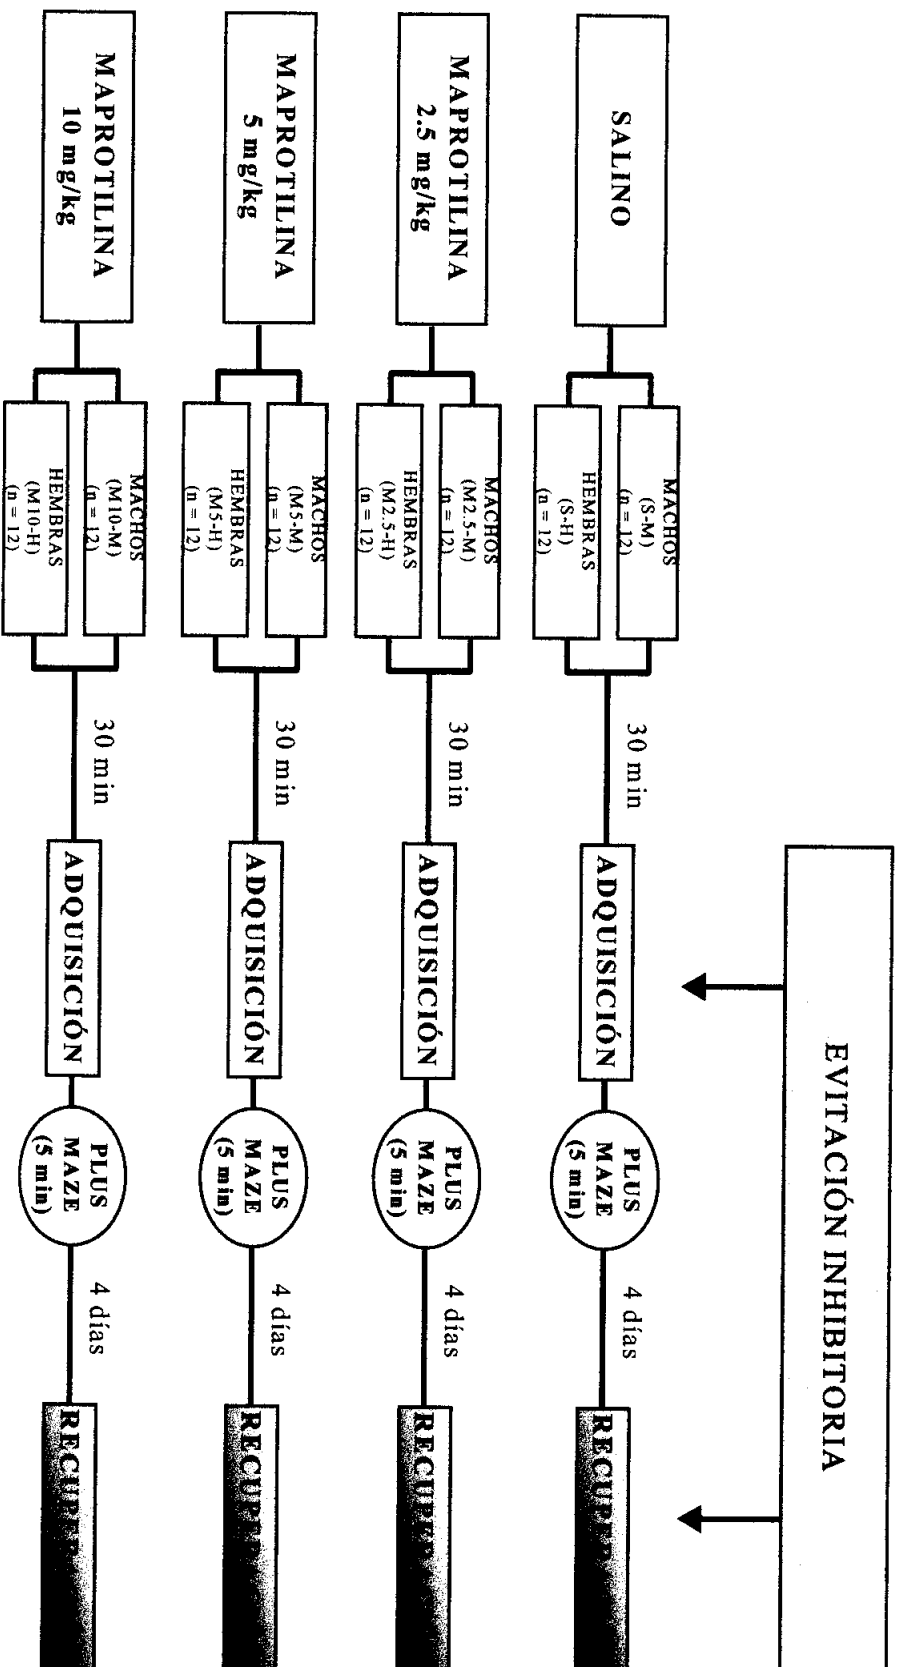 EVITACIÓN INHIBITORIA
SALINO
MACHOS
(S-M)
(n = 12)
HEMBRAS
(S-H)
(n = 12)
30 min
ADQUISICIÓN
PLUS
MAZE
(5 min)
4 días
MAPROTILINA
2.5 mg/kg
MACHOS
(M2.5-M)
(n = 12)
HEMBRAS
(M2.5-H)
(n = 12)
30 min
ADQUISICIÓN
PLUS
MAZE
(5 min)
4 días
MAPROTILINA
5 mg/kg
MACHOS
(M5-M)
(n = 12)
HEMBRAS
(M5-H)
(n = 12)
30 min
ADQUISICIÓN
PLUS
MAZE
(5 min)
4 días
MAPROTILINA
10 mg/kg
MACHOS
(M10-M)
(n = 12)
HEMBRAS
(M10-H)
(n = 12)
30 min
ADQUISICIÓN
PLUS
MAZE
(5 min)
4 días